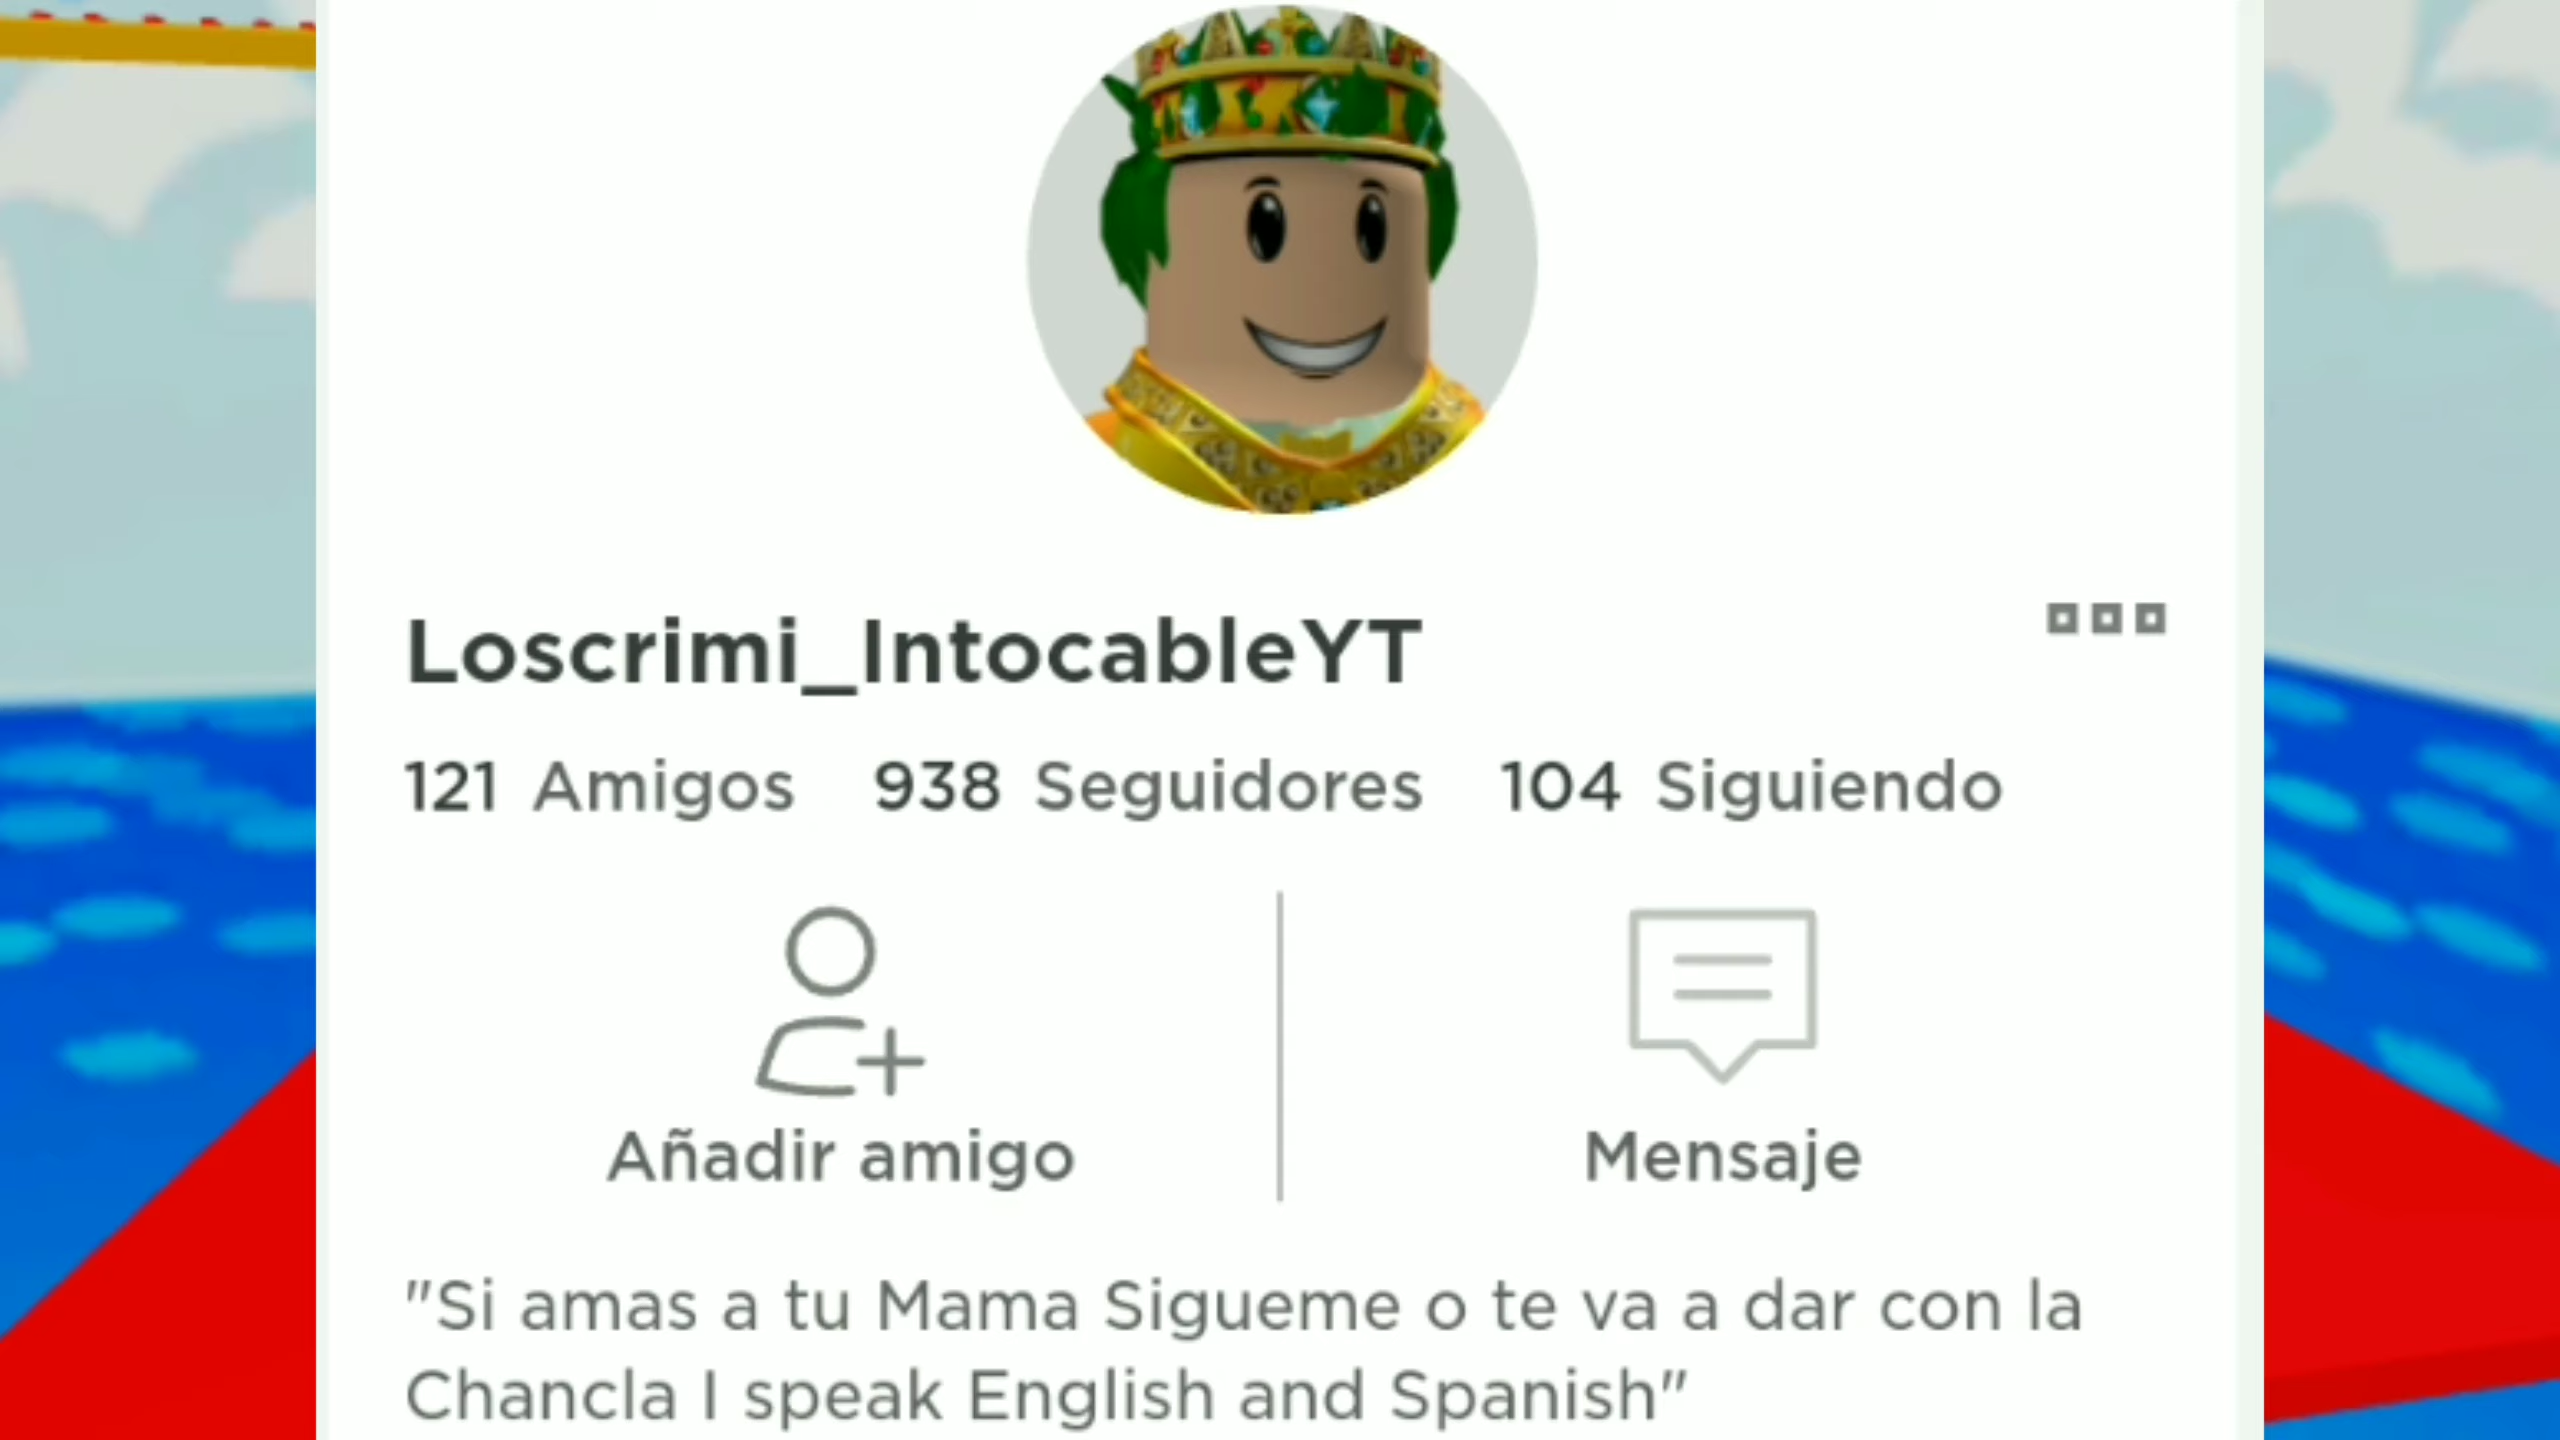 Loscrimi_IntocableYT
121 Amigos 938 Seguidores 104 Siguiendo
Añadir amigo Mensaje
"Si amas a tu Mama Sigueme o te va a dar con la
Chancla I speak English and Spanish"